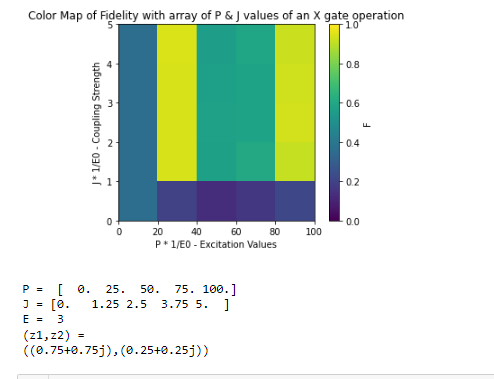 Color Map of Fidelity with array of P & J values of an X gate operation
5
4
3
2
1
0
J * 1/E0 - Coupling Strength
0 20 40 60 80 100
P * 1/E0 - Excitation Values
1.0
0.8
0.6
0.4
0.2
0.0
F
P = [ 0. 25. 50. 75. 100.]
J = [0. 1.25 2.5 3.75 5. ]
E = 3
(z1,z2) =
((0.75+0.75j),(0.25+0.25j))